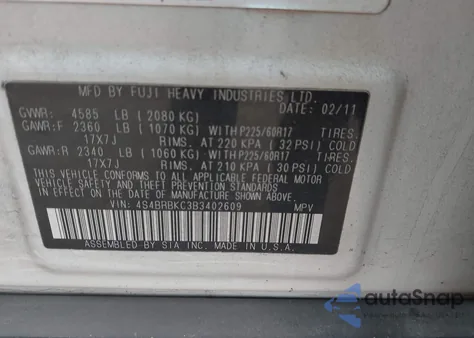 MFD BY FUJI HEAVY INDUSTRIES LTD.
DATE: 02/11
GVWR: 4585 LB (2080 KG)
GAWR:F 2360 LB (1070 KG) WITH P225/60R17 TIRES.
17X7J RIMS. AT 220 KPA (32 PSI) COLD.
GAWR:R 2340 LB (1060 KG) WITH P225/60R17 TIRES.
17X7J RIMS. AT 210 KPA (30 PSI) COLD.
THIS VEHICLE CONFORMS TO ALL APPLICABLE FEDERAL MOTOR
VEHICLE SAFETY AND THEFT PREVENTION STANDARDS
IN EFFECT ON THE DATE OF MANUFACTURE SHOWN ABOVE.
VIN: 4S4BRBKC3B3402609 MPV
ASSEMBLED BY SIA INC. MADE IN U.S.A.
autoSnap